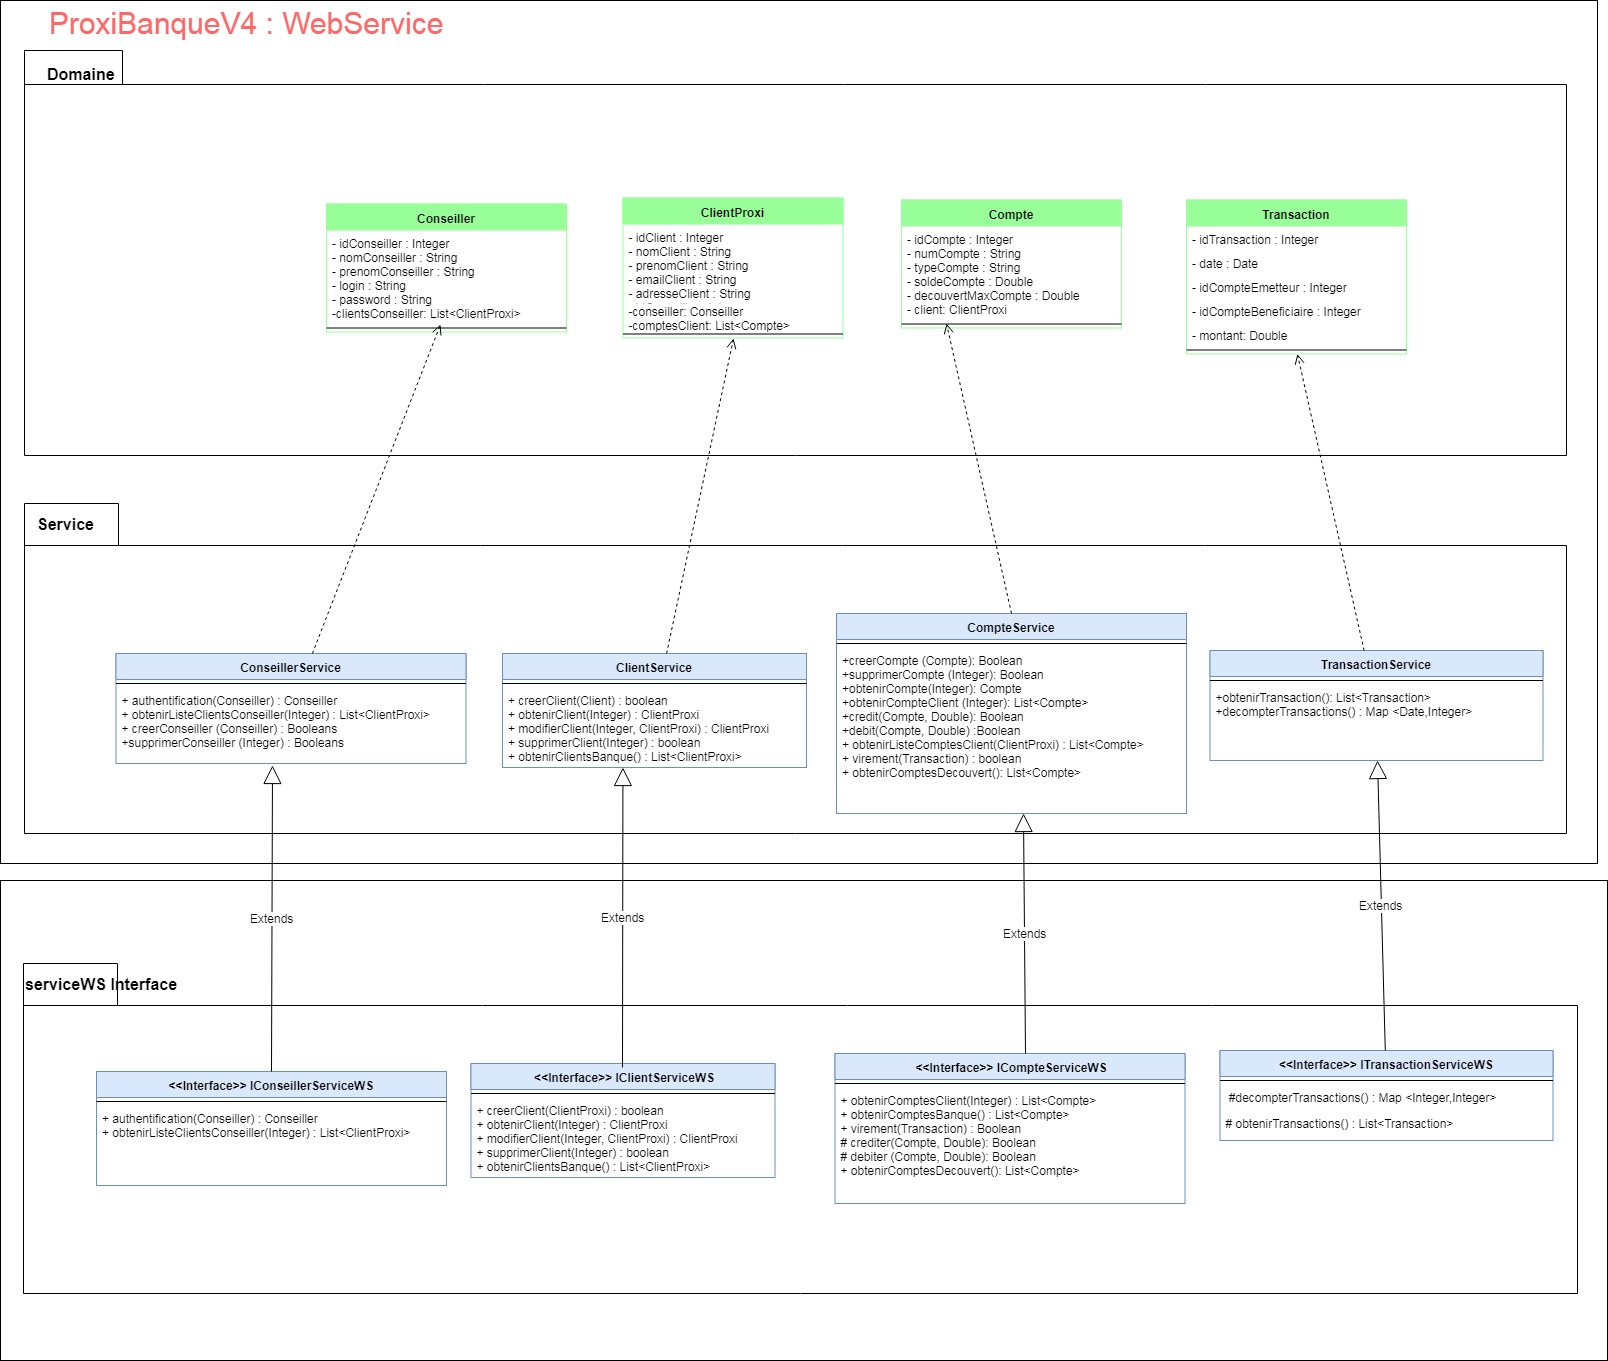 ProxiBanqueV4 : WebService
Domaine
Conseiller
- idConseiller : Integer
- nomConseiller : String
- prenomConseiller : String
- login : String
- password : String
-clientsConseiller: List<ClientProxi>
ClientProxi
- idClient : Integer
- nomClient : String
- prenomClient : String
- emailClient : String
- adresseClient : String
-conseiller: Conseiller
-comptesClient: List<Compte>
Compte
- idCompte : Integer
- numCompte : String
- typeCompte : String
- soldeCompte : Double
- decouvertMaxCompte : Double
- client: ClientProxi
Transaction
- idTransaction : Integer
- date : Date
- idCompteEmetteur : Integer
- idCompteBeneficiaire : Integer
- montant: Double
Service
ConseillerService
+ authentification(Conseiller) : Conseiller
+ obtenirListeClientsConseiller(Integer) : List<ClientProxi>
+ creerConseiller (Conseiller) : Booleans
+supprimerConseiller (Integer) : Booleans
ClientService
+ creerClient(Client) : boolean
+ obtenirClient(Integer) : ClientProxi
+ modifierClient(Integer, ClientProxi) : ClientProxi
+ supprimerClient(Integer) : boolean
+ obtenirClientsBanque() : List<ClientProxi>
CompteService
+creerCompte (Compte): Boolean
+supprimerCompte (Integer): Boolean
+obtenirCompte(Integer): Compte
+obtenirCompteClient (Integer): List<Compte>
+credit(Compte, Double): Boolean
+debit(Compte, Double) :Boolean
+ obtenirListeComptesClient(ClientProxi) : List<Compte>
+ virement(Transaction) : boolean
+ obtenirComptesDecouvert(): List<Compte>
TransactionService
+obtenirTransaction(): List<Transaction>
+decompterTransactions() : Map <Date,Integer>
Extends
Extends
Extends
Extends
serviceWS Interface
<<Interface>> IConseillerServiceWS
+ authentification(Conseiller) : Conseiller
+ obtenirListeClientsConseiller(Integer) : List<ClientProxi>
<<Interface>> IClientServiceWS
+ creerClient(ClientProxi) : boolean
+ obtenirClient(Integer) : ClientProxi
+ modifierClient(Integer, ClientProxi) : ClientProxi
+ supprimerClient(Integer) : boolean
+ obtenirClientsBanque() : List<ClientProxi>
<<Interface>> ICompteServiceWS
+ obtenirComptesClient(Integer) : List<Compte>
+ obtenirComptesBanque() : List<Compte>
+ virement(Transaction) : Boolean
# crediter(Compte, Double): Boolean
# debiter (Compte, Double): Boolean
+ obtenirComptesDecouvert(): List<Compte>
<<Interface>> ITransactionServiceWS
#decompterTransactions() : Map <Integer,Integer>
# obtenirTransactions() : List<Transaction>